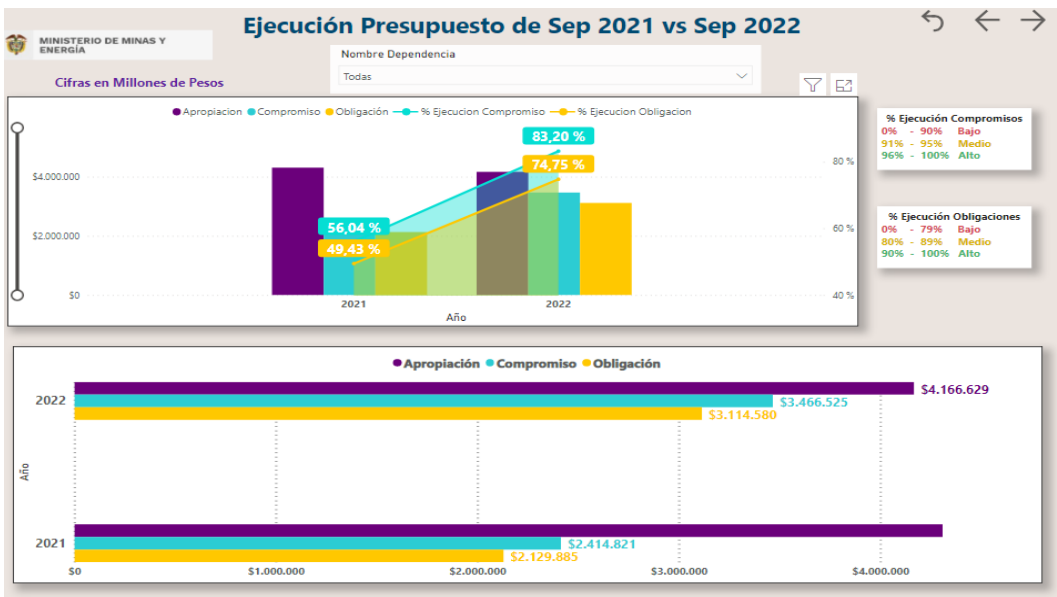 Ejecución Presupuesto de Sep 2021 vs Sep 2022
MINISTERIO DE MINAS Y
ENERGÍA
Nombre Dependencia
Todas
Cifras en Millones de Pesos
Apropiacion Compromiso Obligación % Ejecucion Compromiso % Ejecucion Obligacion
83,20 %
74,75 %
56,04 %
49,43 %
$4.000.000
$2.000.000
$0
80 %
60 %
40 %
2021 2022
Año
% Ejecución Compromisos
0% - 90% Bajo
91% - 95% Medio
96% - 100% Alto
% Ejecución Obligaciones
0% - 79% Bajo
80% - 89% Medio
90% - 100% Alto
Apropiación Compromiso Obligación
2022
$4.166.629
$3.466.525
$3.114.580
Año
2021
$2.414.821
$2.129.885
$0 $1.000.000 $2.000.000 $3.000.000 $4.000.000